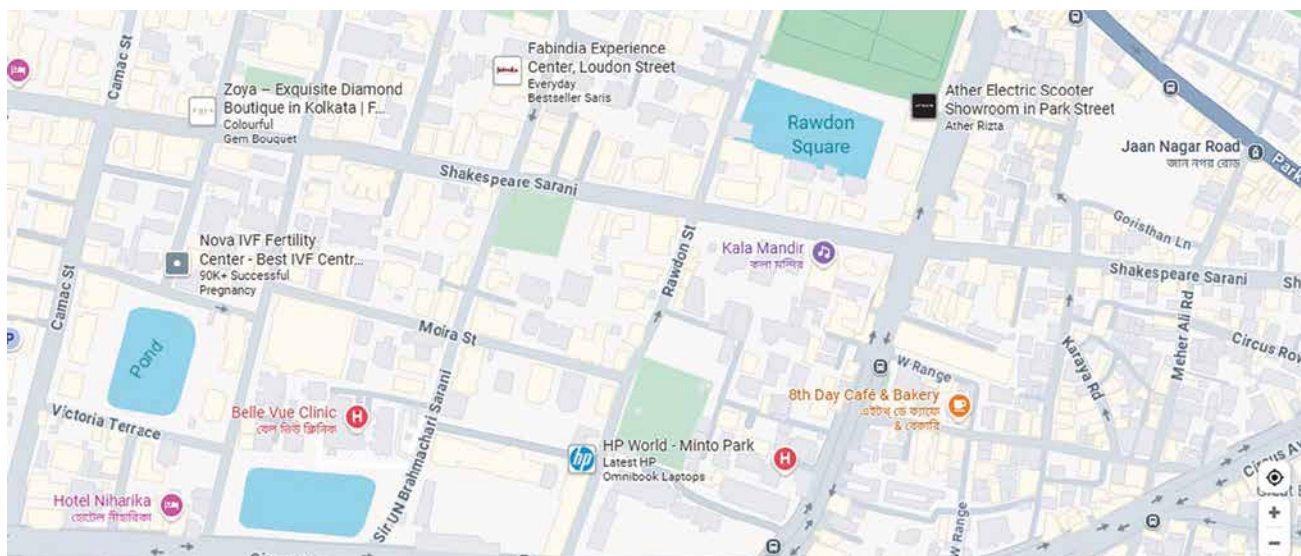 Camac St
Zoya – Exquisite Diamond
Boutique in Kolkata | F...
Colourful
Gem Bouquet
Fabindia Experience
Center, Loudon Street
Everyday
Bestseller Saris
Rawdon
Square
Ather Electric Scooter
Showroom in Park Street
Ather Rizta
Jaan Nagar Road
জান নগর রোড
Park
Shakespeare Sarani
Goristhan Ln
Nova IVF Fertility
Center - Best IVF Centr...
90K+ Successful
Pregnancy
Rawdon St
Kala Mandir
কলা মন্দির
Shakespeare Sarani
Sh
Camac St
Pond
Moira St
Meher Ali Rd
Circus Row
Karaya Rd
W Range
Victoria Terrace
Belle Vue Clinic
বেল ভিউ ক্লিনিক
Sir UN Brahmachari Sarani
8th Day Café & Bakery
এইটথ ডে ক্যাফে
& বেকারি
hp
HP World - Minto Park
Latest HP
Omnibook Laptops
H
H
Hotel Niharika
হোটেল নীহারিকা
W Range
Circus Av